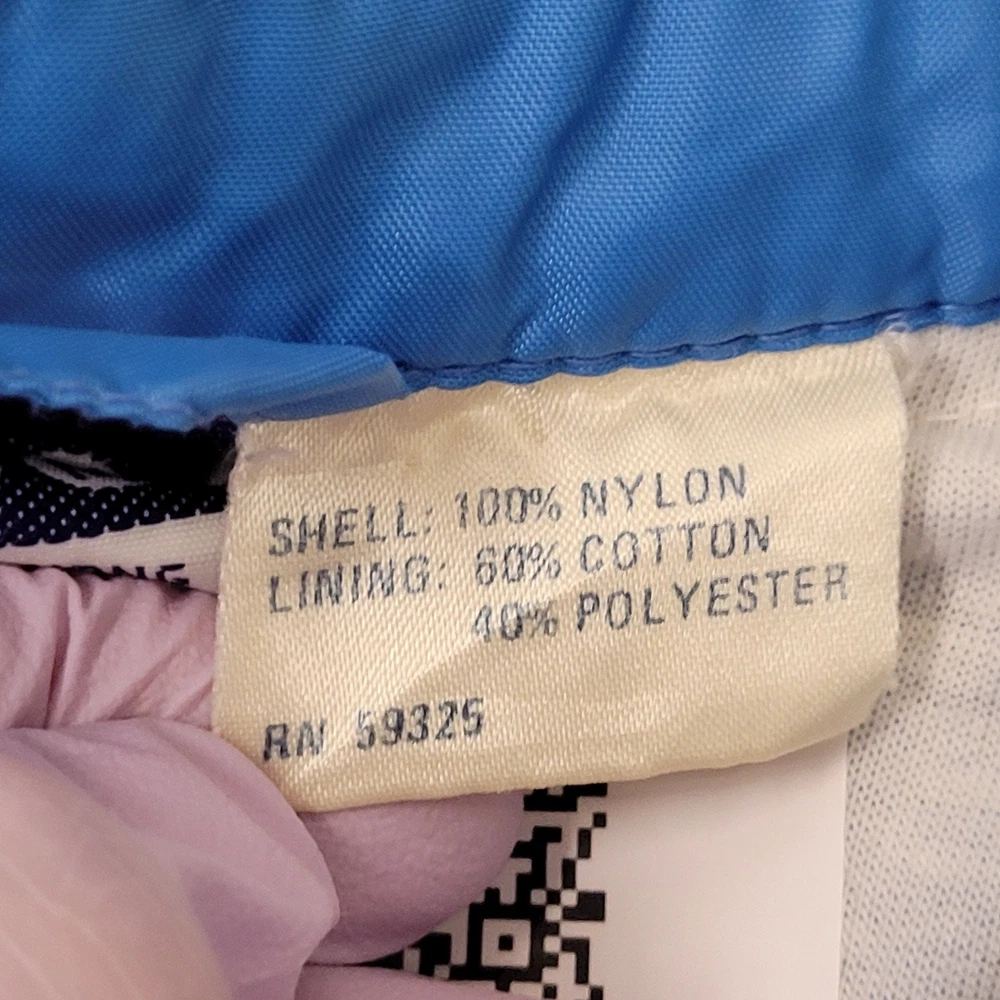 SHELL: 100% NYLON
LINING: 60% COTTON
40% POLYESTER
RN 59325